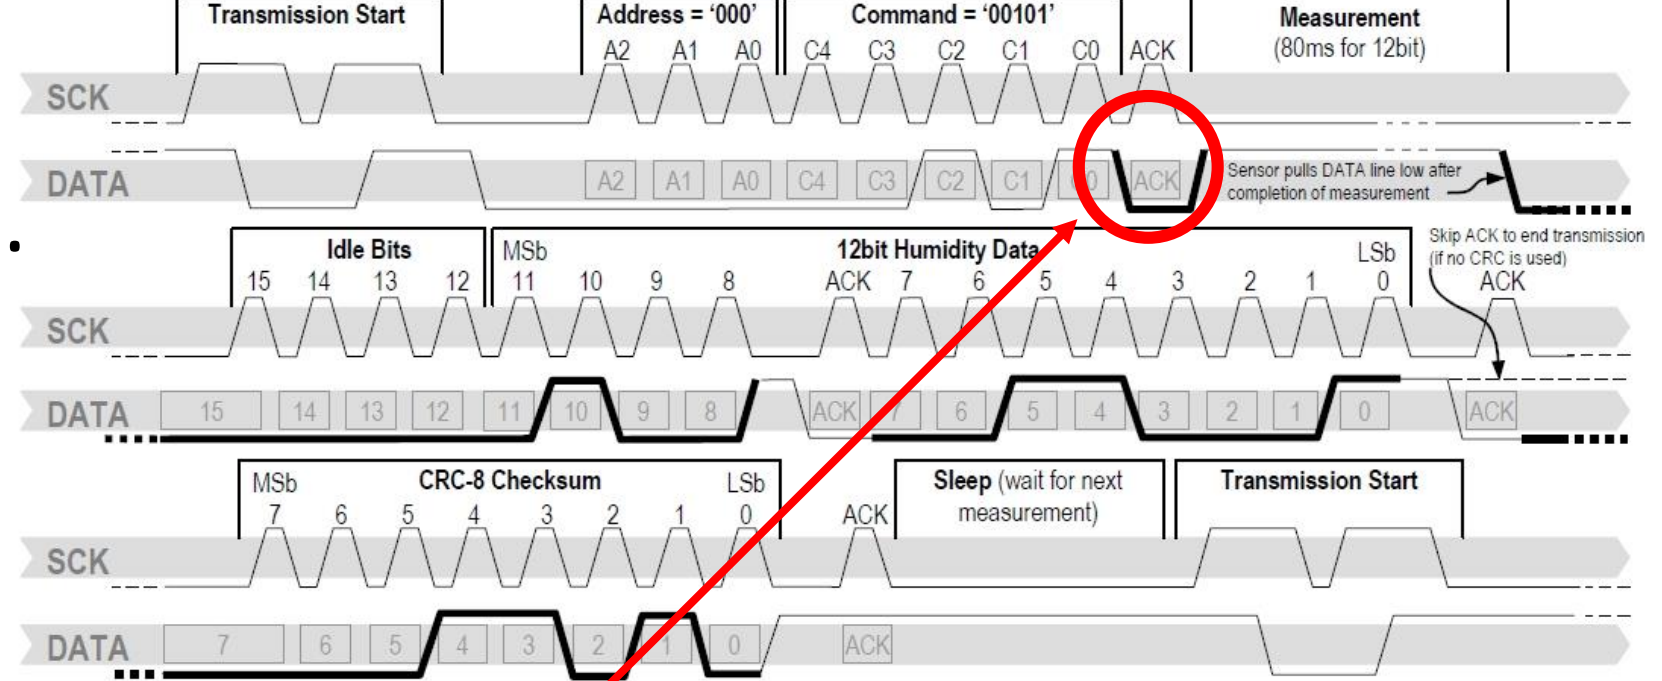 Transmission Start Address = ‘000’ Command = ‘00101’ Measurement
(80ms for 12bit)
A2 A1 A0 C4 C3 C2 C1 C0 ACK
SCK
DATA A2 A1 A0 C4 C3 C2 C1 C0 ACK
Sensor pulls DATA line low after
completion of measurement
Skip ACK to end transmission
(if no CRC is used)
Idle Bits MSb 12bit Humidity Data LSb
15 14 13 12 11 10 9 8 ACK 7 6 5 4 3 2 1 0 ACK
SCK
DATA 15 14 13 12 11 10 9 8 ACK 7 6 5 4 3 2 1 0 ACK
MSb CRC-8 Checksum LSb Sleep (wait for next Transmission Start
measurement)
7 6 5 4 3 2 1 0 ACK
SCK
DATA 7 6 5 4 3 2 1 0 ACK